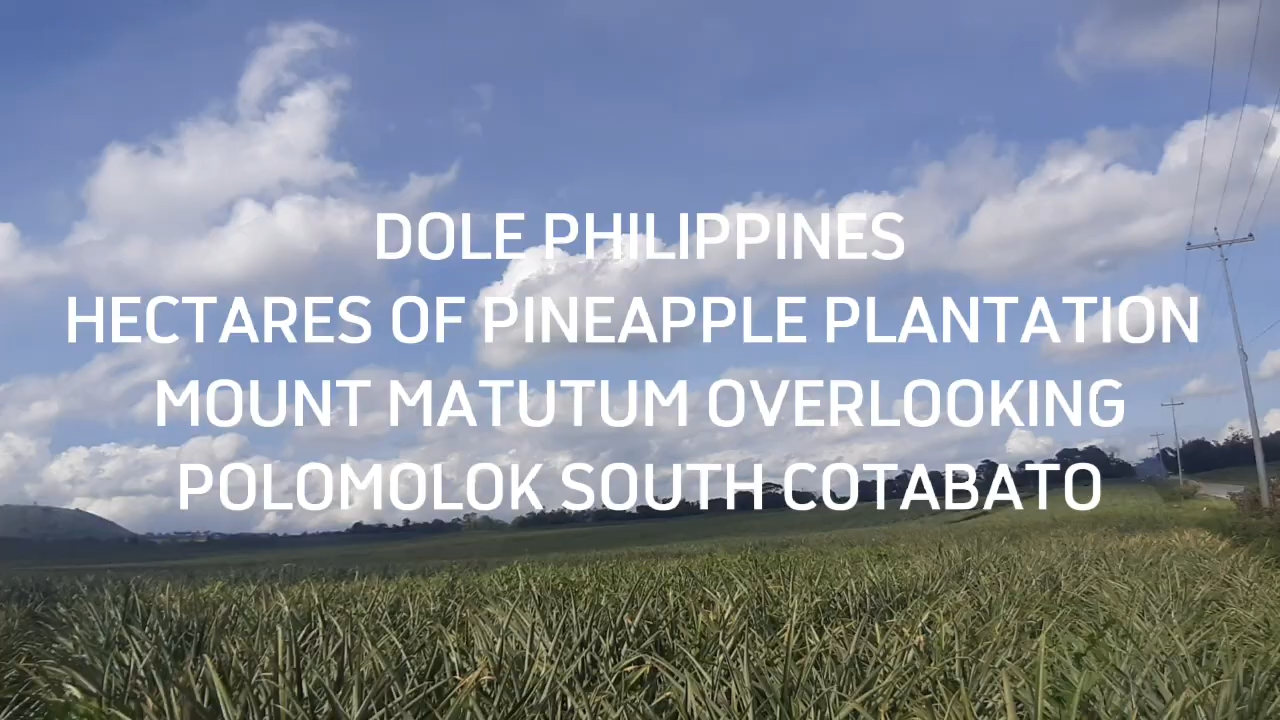 DOLE PHILIPPINES
HECTARES OF PINEAPPLE PLANTATION
MOUNT MATUTUM OVERLOOKING
POLOMOLOK SOUTH COTABATO